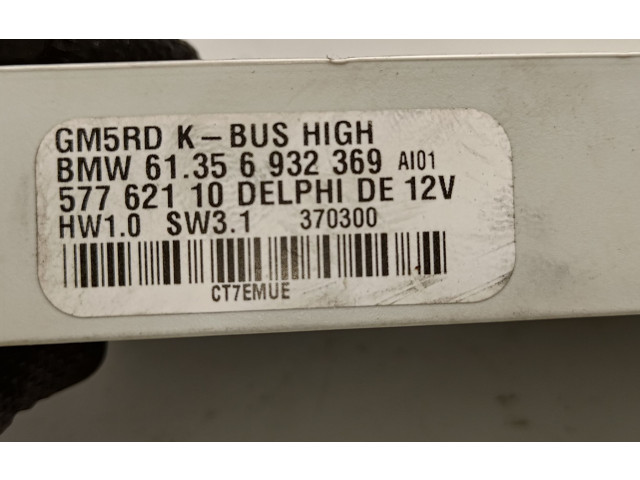 GM5RD K-BUS HIGH
BMW 61.35 6 932 369 AI01
577 621 10 DELPHI DE 12V
HW1.0 SW3.1 370300
CT7EMUE